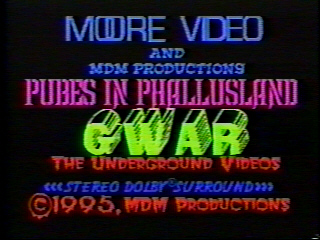 MOORE VIDEO
AND
MDM PRODUCTIONS
PUBES IN PHALLUSLAND
GWAR
THE UNDERGROUND VIDEOS
<<<STEREO DOLBY® SURROUND>>>
©1995, MDM PRODUCTIONS